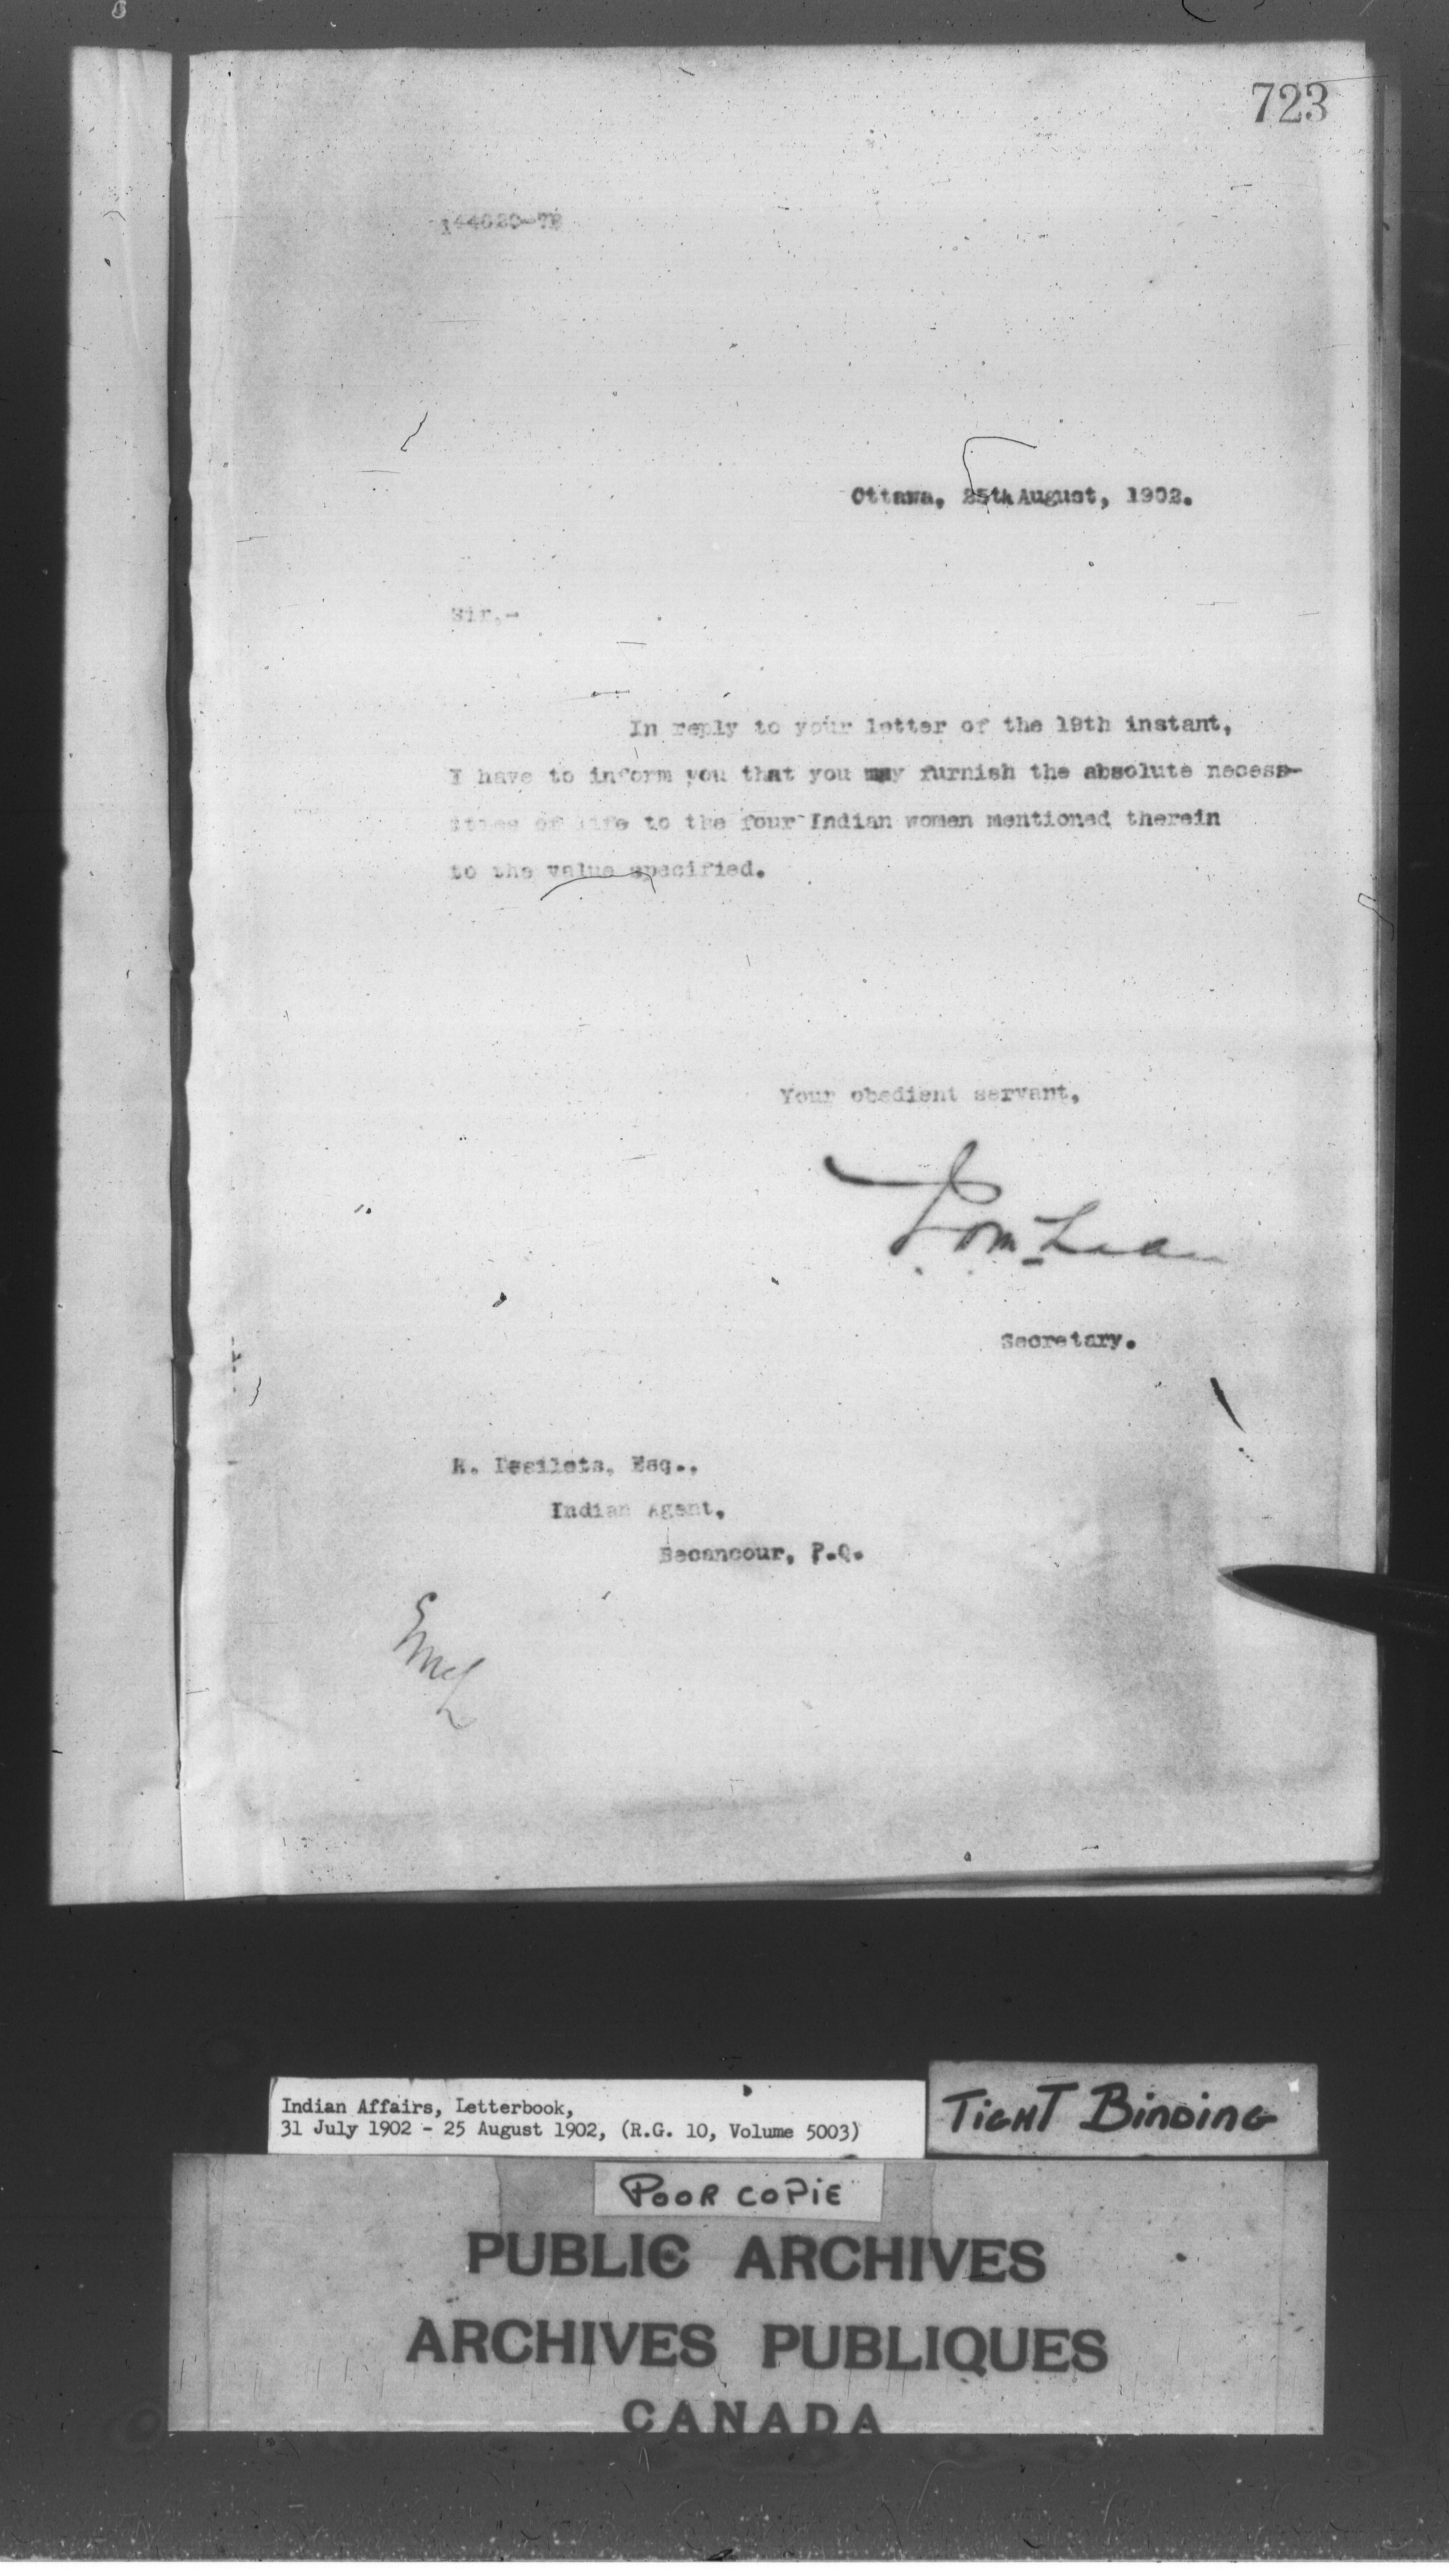 723
Ottawa, 25th August, 1902.
Sir,-
In reply to your letter of the 19th instant,
I have to inform you that you may furnish the absolute necess-
ities of life to the four Indian women mentioned therein
to the value specified.
Your obedient servant,
Secretary.
H. Desilets, Esq.,
Indian Agent,
Becancour, P.Q.
Indian Affairs, Letterbook,
31 July 1902 - 25 August 1902, (R.G. 10, Volume 5003)
TIGHT BINDING
POOR COPIE
PUBLIC ARCHIVES
ARCHIVES PUBLIQUES
CANADA